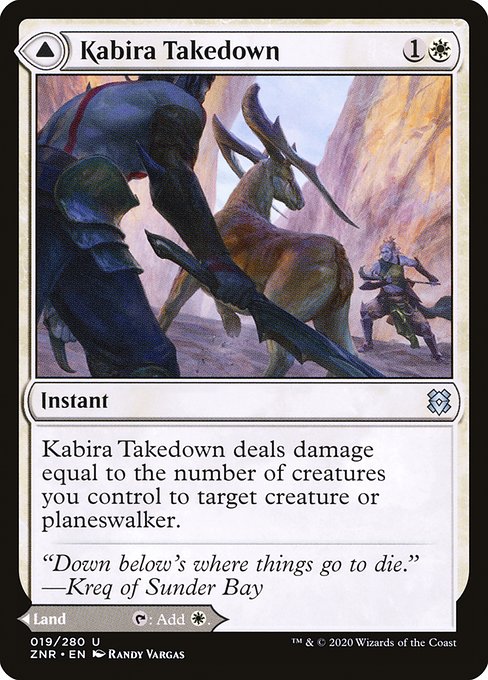 Kabira Takedown 1
Instant
Kabira Takedown deals damage
equal to the number of creatures
you control to target creature or
planeswalker.
“Down below’s where things go to die.”
—Kreq of Sunder Bay
Land : Add .
019/280 U
ZNR • EN Randy Vargas
™ & © 2020 Wizards of the Coast